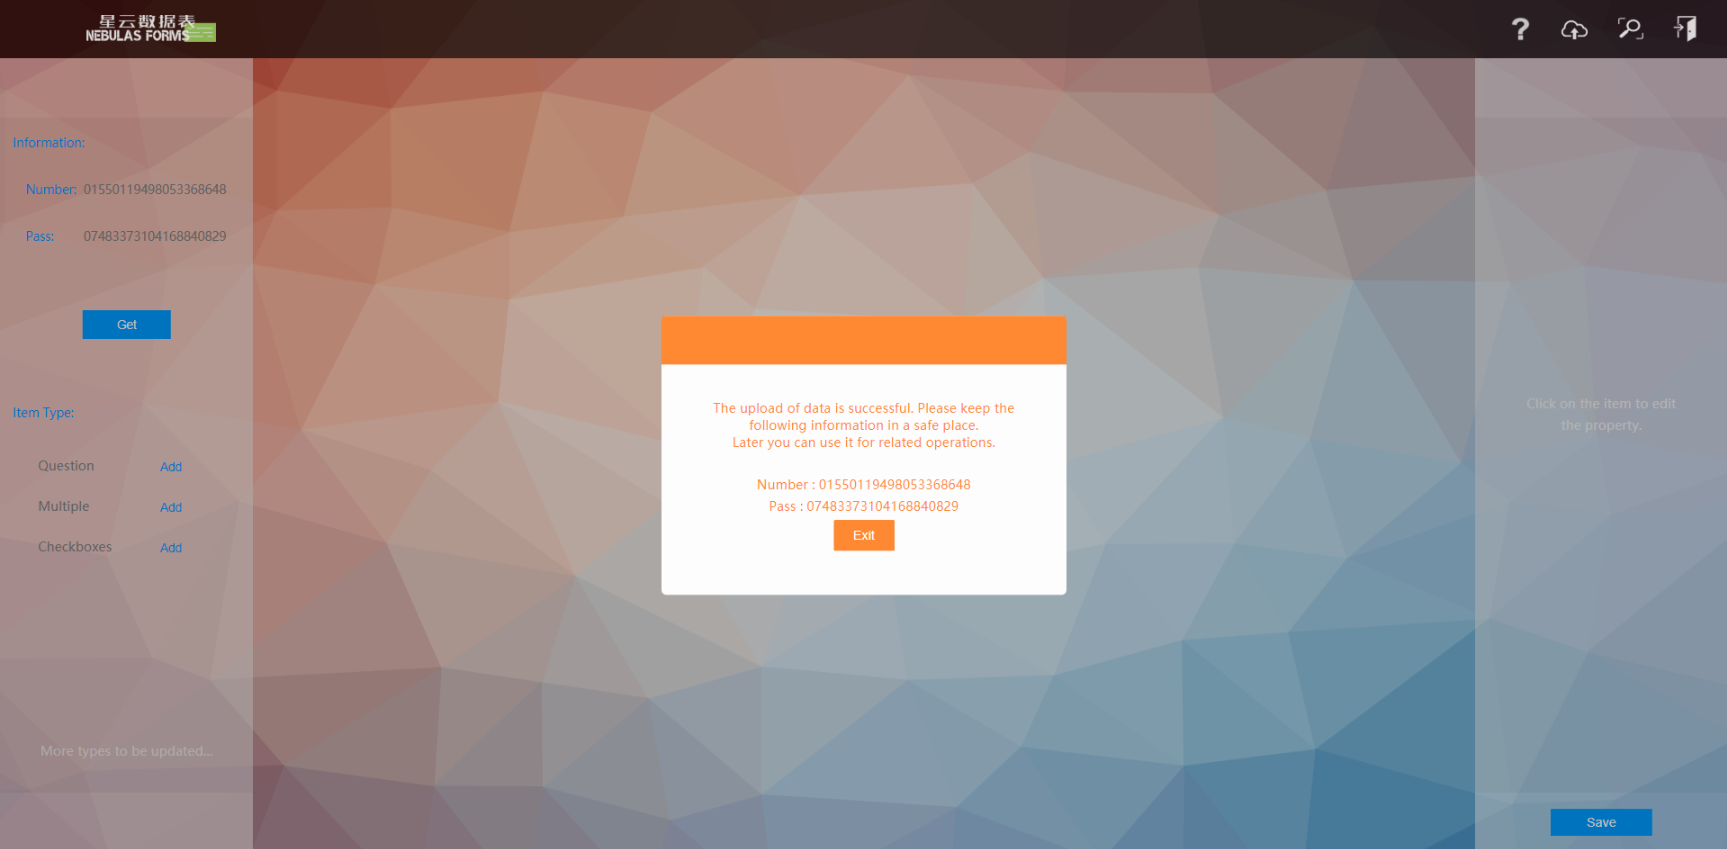 星云数据表
NEBULAS FORMS
?
Information:
Number: 01550119498053368648
Pass: 07483373104168840829
Get
Item Type:
Question Add
Multiple Add
Checkboxes Add
More types to be updated...
The upload of data is successful. Please keep the
following information in a safe place.
Later you can use it for related operations.
Number : 01550119498053368648
Pass : 07483373104168840829
Exit
Click on the item to edit
the property.
Save